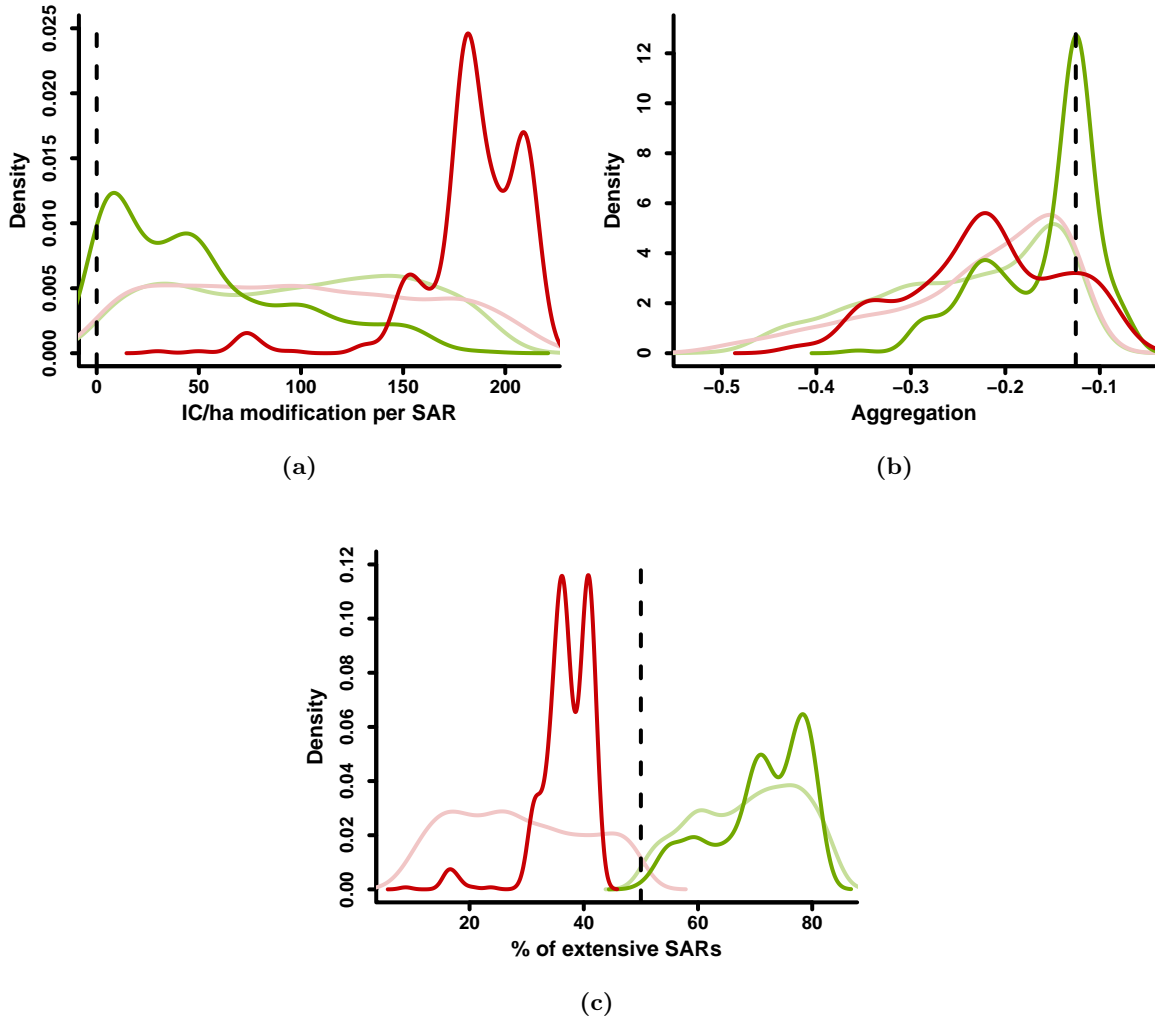 Density
0.000 0.005 0.010 0.015 0.020 0.025
0 50 100 150 200
IC/ha modification per SAR
(a)
Density
0 2 4 6 8 10 12
−0.5 −0.4 −0.3 −0.2 −0.1
Aggregation
(b)
Density
0.00 0.02 0.04 0.06 0.08 0.10 0.12
20 40 60 80
% of extensive SARs
(c)